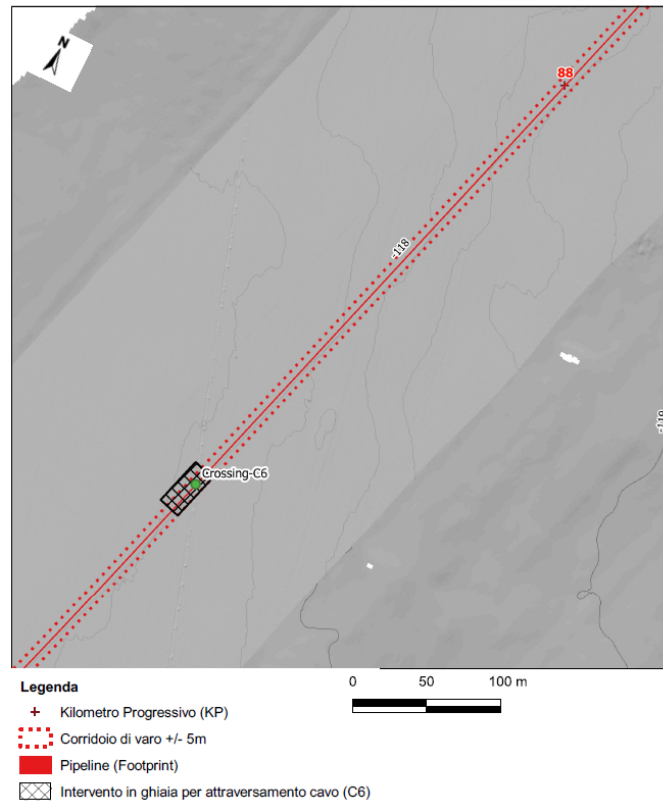 N
88
-118
-119
Crossing-C6
Legenda
0 50 100 m
Kilometro Progressivo (KP)
Corridoio di varo +/- 5m
Pipeline (Footprint)
Intervento in ghiaia per attraversamento cavo (C6)